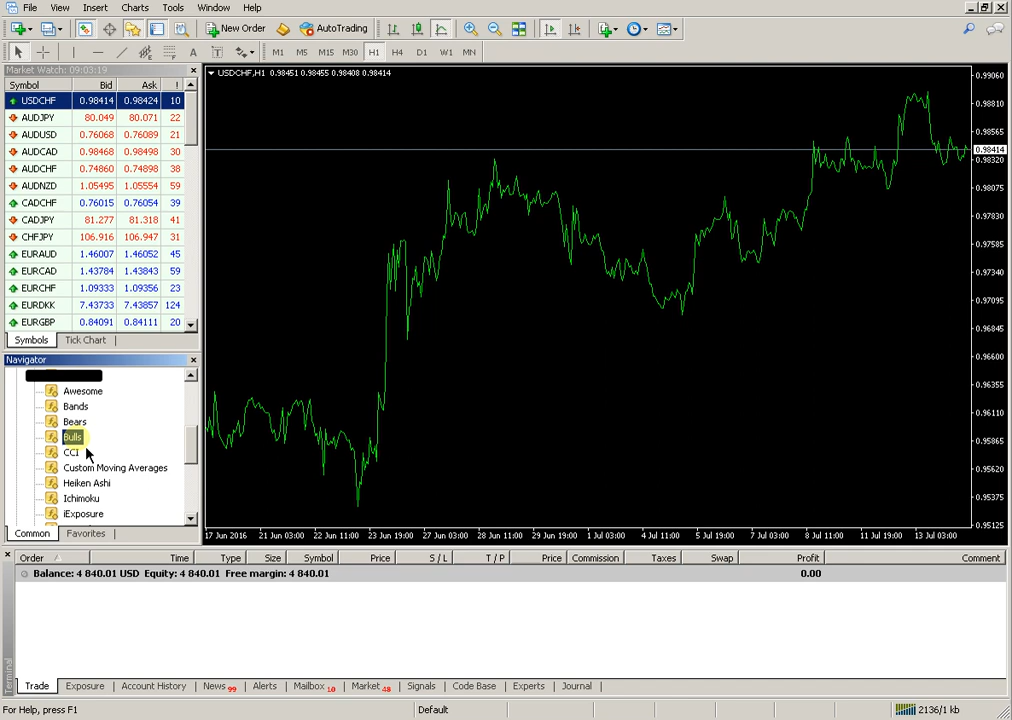 File View Insert Charts Tools Window Help
New Order AutoTrading
A T M1 M5 M15 M30 H1 H4 D1 W1 MN
Market Watch: 09:03:19
Symbol Bid Ask !
USDCHF 0.98414 0.98424 10
AUDJPY 80.049 80.071 22
AUDUSD 0.76068 0.76089 21
AUDCAD 0.98468 0.98498 30
AUDCHF 0.74860 0.74898 38
AUDNZD 1.05495 1.05554 59
CADCHF 0.76015 0.76054 39
CADJPY 81.277 81.318 41
CHFJPY 106.916 106.947 31
EURAUD 1.46007 1.46052 45
EURCAD 1.43784 1.43843 59
EURCHF 1.09333 1.09356 23
EURDKK 7.43733 7.43857 124
EURGBP 0.84091 0.84111 20
Symbols Tick Chart
Navigator
Awesome
Bands
Bears
Bulls
CCI
Custom Moving Averages
Heiken Ashi
Ichimoku
iExposure
Common Favorites
USDCHF,H1 0.98451 0.98455 0.98408 0.98414
0.99060
0.98810
0.98565
0.98414
0.98320
0.98075
0.97830
0.97585
0.97340
0.97095
0.96845
0.96600
0.96355
0.96110
0.95865
0.95620
0.95375
0.95125
17 Jun 2016 21 Jun 03:00 22 Jun 11:00 23 Jun 19:00 27 Jun 03:00 28 Jun 11:00 29 Jun 19:00 1 Jul 03:00 4 Jul 11:00 5 Jul 19:00 7 Jul 03:00 8 Jul 11:00 11 Jul 19:00 13 Jul 03:00
Order Time Type Size Symbol Price S / L T / P Price Commission Taxes Swap Profit Comment
Balance: 4 840.01 USD Equity: 4 840.01 Free margin: 4 840.01 0.00
Terminal
Trade Exposure Account History News 99 Alerts Mailbox 10 Market 48 Signals Code Base Experts Journal
For Help, press F1 Default 2136/1 kb